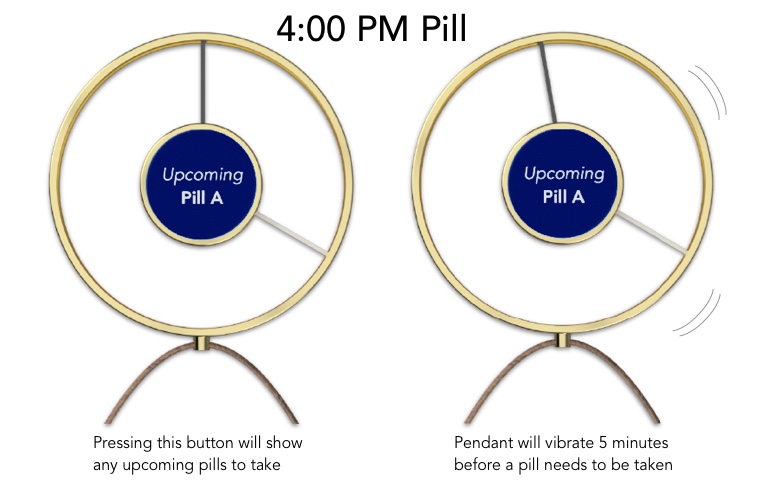 4:00 PM Pill
Upcoming
Pill A
Upcoming
Pill A
Pressing this button will show
any upcoming pills to take
Pendant will vibrate 5 minutes
before a pill needs to be taken